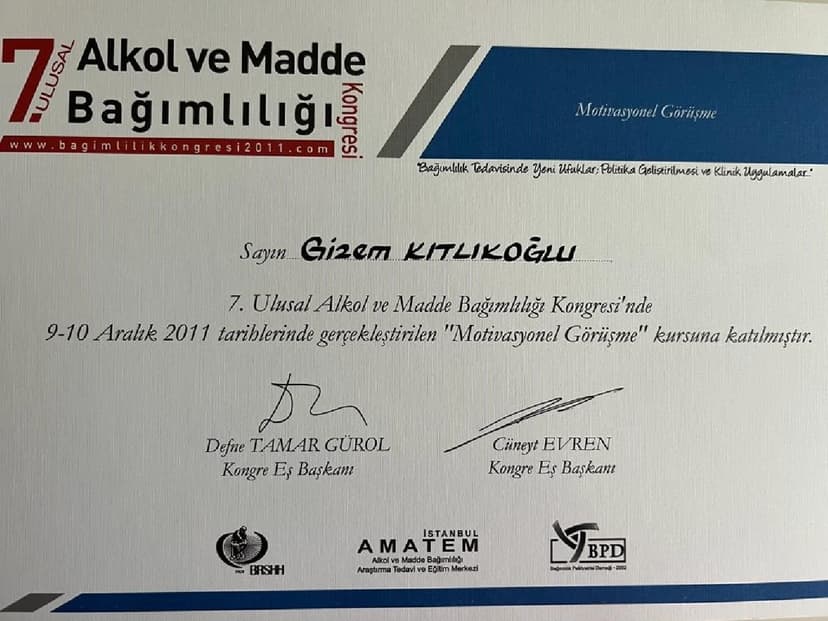 7. ULUSAL Alkol ve Madde
Bağımlılığı Kongresi
www.bagimlilikkongresi2011.com
Motivasyonel Görüşme
"Bağımlılık Tedavisinde Yeni Ufuklar; Politika Geliştirilmesi ve Klinik Uygulamalar..."
Sayın Gizem KITLIKOĞLU
7. Ulusal Alkol ve Madde Bağımlılığı Kongresi'nde
9-10 Aralık 2011 tarihlerinde gerçekleştirilen "Motivasyonel Görüşme" kursuna katılmıştır.
Defne TAMAR GÜROL
Kongre Eş Başkanı
Cüneyt EVREN
Kongre Eş Başkanı
BRSHH
İSTANBUL
AMATEM
Alkol ve Madde Bağımlılığı
Araştırma Tedavi ve Eğitim Merkezi
BPD